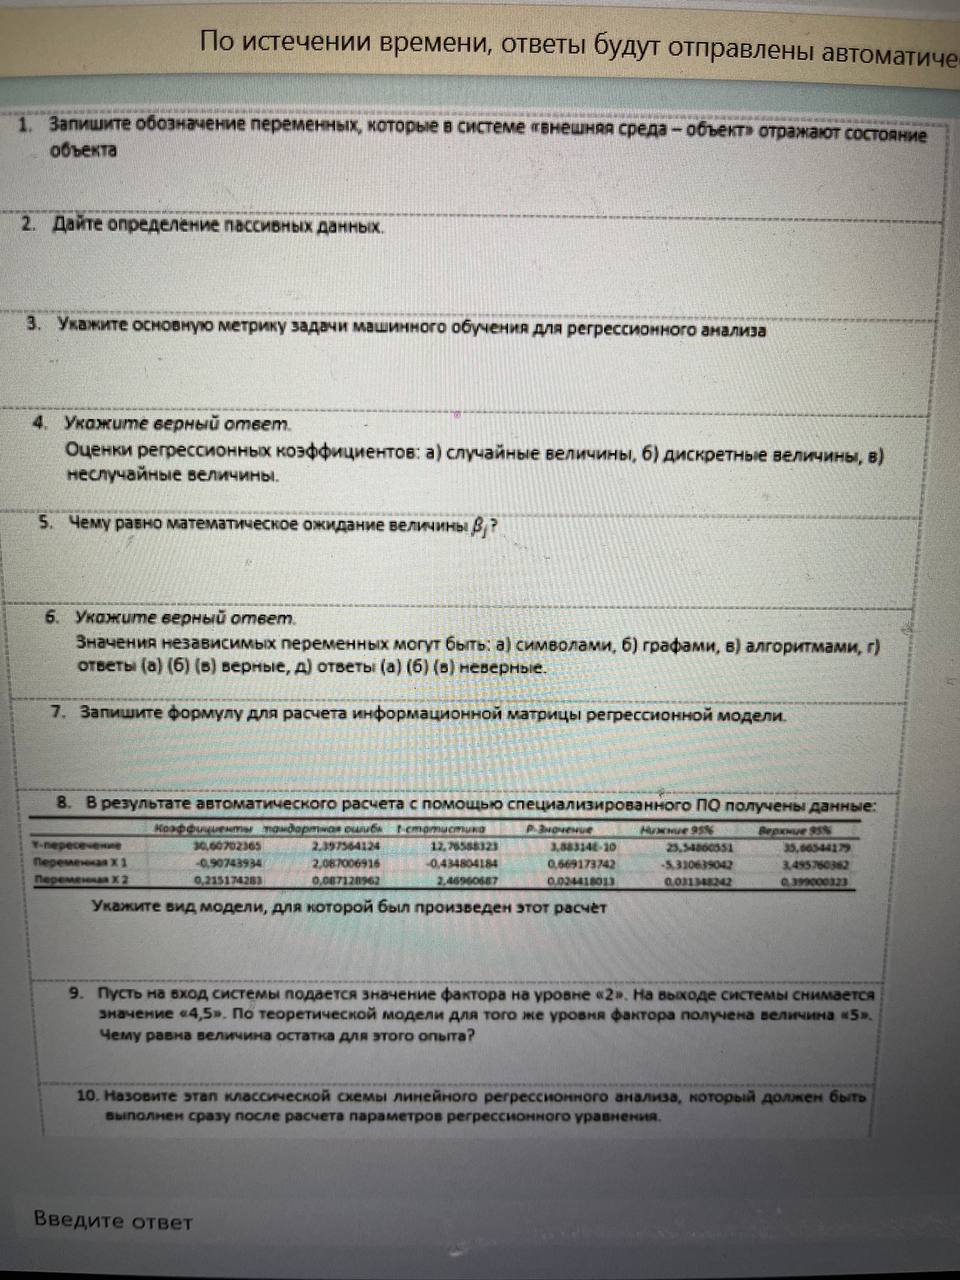 По истечении времени, ответы будут отправлены автоматиче
1. Запишите обозначение переменных, которые в системе «внешняя среда – объект» отражают состояние
объекта
2. Дайте определение пассивных данных.
3. Укажите основную метрику задачи машинного обучения для регрессионного анализа
4. Укажите верный ответ.
Оценки регрессионных коэффициентов: а) случайные величины, б) дискретные величины, в)
неслучайные величины.
5. Чему равно математическое ожидание величины βj?
6. Укажите верный ответ.
Значения независимых переменных могут быть: а) символами, б) графами, в) алгоритмами, г)
ответы (а) (б) (в) верные, д) ответы (а) (б) (в) неверные.
7. Запишите формулу для расчета информационной матрицы регрессионной модели.
8. В результате автоматического расчета с помощью специализированного ПО получены данные:
Коэффициенты тандартная ошибк t-статистика P-Значение Нижние 95% Верхние 95%
Y-пересечение 30,60702365 2,397564124 12,76588323 3,88314E-10 25,54860551 35,66544179
Переменная X 1 -0,90743934 2,087006916 -0,434804184 0,669173742 -5,310639042 3,495760362
Переменная X 2 0,215174283 0,087128962 2,46960687 0,024418013 0,031348242 0,399000323
Укажите вид модели, для которой был произведен этот расчёт
9. Пусть на вход системы подается значение фактора на уровне «2». На выходе системы снимается
значение «4,5». По теоретической модели для того же уровня фактора получена величина «5».
Чему равна величина остатка для этого опыта?
10. Назовите этап классической схемы линейного регрессионного анализа, который должен быть
выполнен сразу после расчета параметров регрессионного уравнения.
Введите ответ